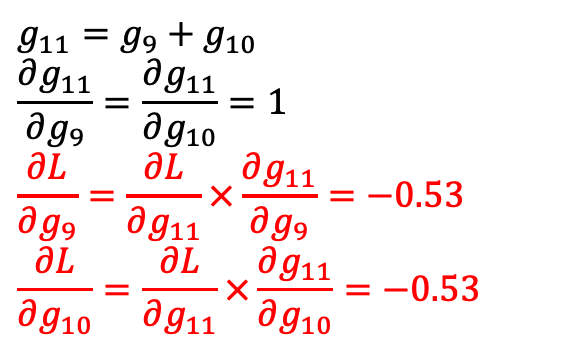 g₁₁ = g₉ + g₁₀
∂g₁₁/∂g₉ = ∂g₁₁/∂g₁₀ = 1
∂L/∂g₉ = ∂L/∂g₁₁ × ∂g₁₁/∂g₉ = −0.53
∂L/∂g₁₀ = ∂L/∂g₁₁ × ∂g₁₁/∂g₁₀ = −0.53